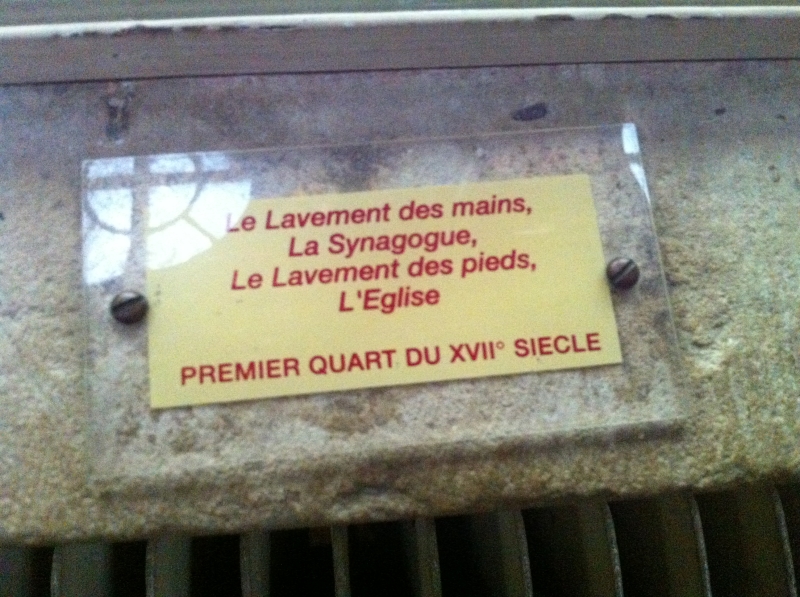 Le Lavement des mains,
La Synagogue,
Le Lavement des pieds,
L'Eglise
PREMIER QUART DU XVII° SIECLE